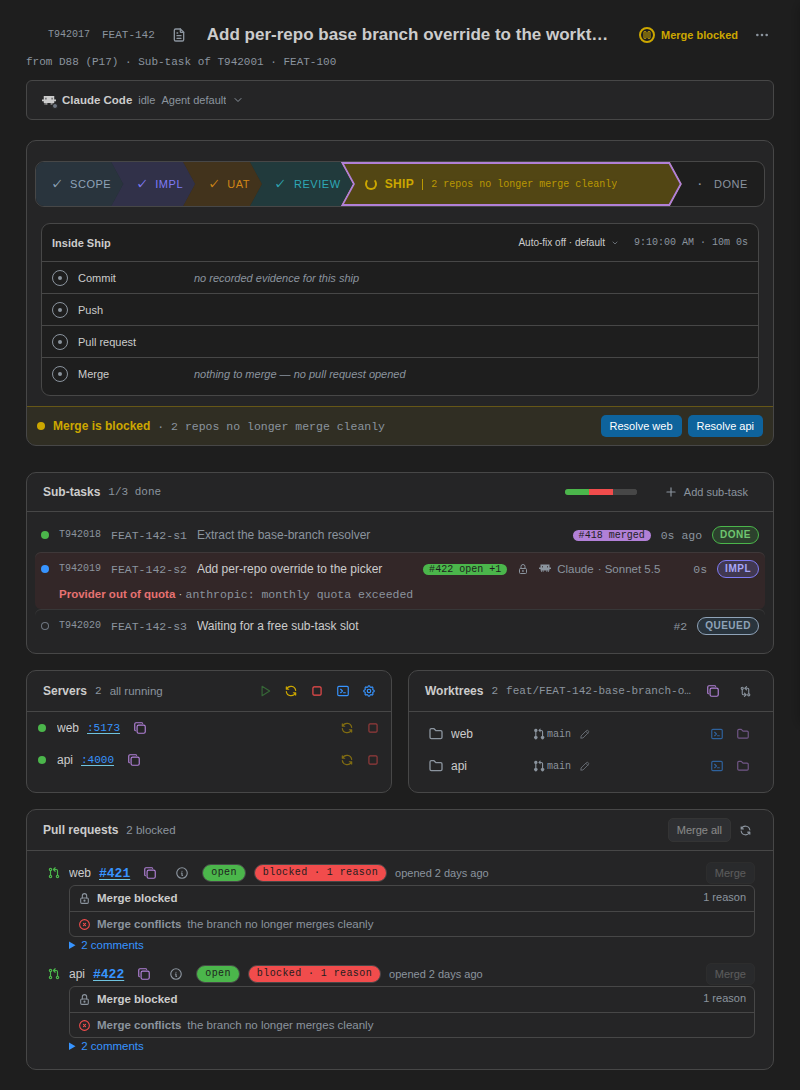 T942017 FEAT-142 Add per-repo base branch override to the workt… Merge blocked
from D88 (P17) · Sub-task of T942001 · FEAT-100
Claude Code idle Agent default
SCOPE IMPL UAT REVIEW SHIP | 2 repos no longer merge cleanly DONE
Inside Ship Auto-fix off · default 9:10:00 AM · 10m 0s
Commit no recorded evidence for this ship
Push
Pull request
Merge nothing to merge — no pull request opened
Merge is blocked · 2 repos no longer merge cleanly Resolve web Resolve api
Sub-tasks 1/3 done Add sub-task
T942018 FEAT-142-s1 Extract the base-branch resolver #418 merged 0s ago DONE
T942019 FEAT-142-s2 Add per-repo override to the picker #422 open +1 Claude · Sonnet 5.5 0s IMPL
Provider out of quota · anthropic: monthly quota exceeded
T942020 FEAT-142-s3 Waiting for a free sub-task slot #2 QUEUED
Servers 2 all running
web :5173
api :4000
Worktrees 2 feat/FEAT-142-base-branch-o…
web main
api main
Pull requests 2 blocked Merge all
web #421 open blocked · 1 reason opened 2 days ago Merge
Merge blocked 1 reason
Merge conflicts the branch no longer merges cleanly
2 comments
api #422 open blocked · 1 reason opened 2 days ago Merge
Merge blocked 1 reason
Merge conflicts the branch no longer merges cleanly
2 comments